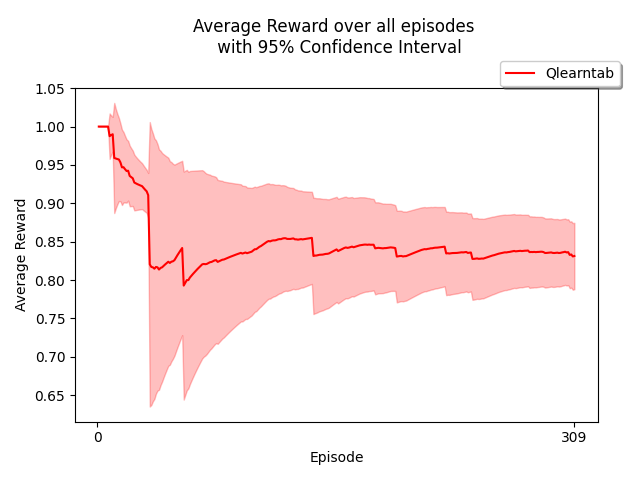 Average Reward over all episodes
with 95% Confidence Interval
Qlearntab
1.05
1.00
0.95
0.90
0.85
0.80
0.75
0.70
0.65
Average Reward
0 309
Episode